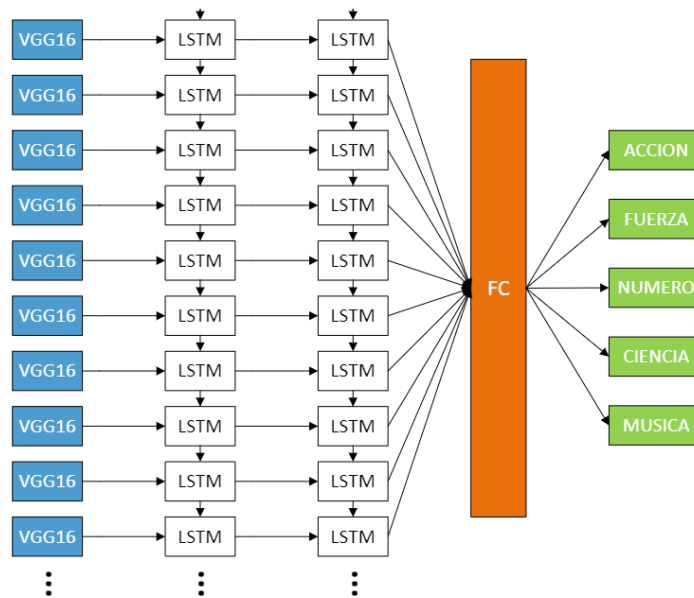 VGG16 LSTM LSTM
VGG16 LSTM LSTM
VGG16 LSTM LSTM ACCION
VGG16 LSTM LSTM FUERZA
VGG16 LSTM LSTM FC NUMERO
VGG16 LSTM LSTM CIENCIA
VGG16 LSTM LSTM
VGG16 LSTM LSTM MUSICA
VGG16 LSTM LSTM
VGG16 LSTM LSTM